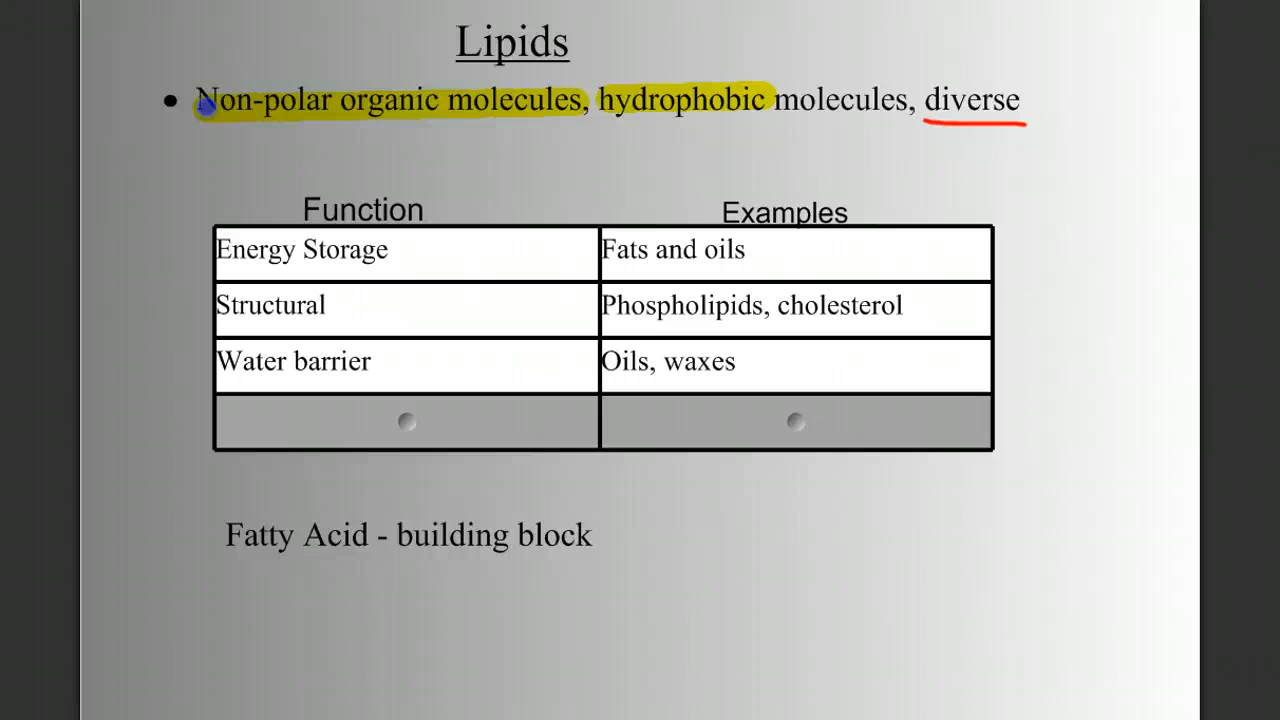 Lipids
• Non-polar organic molecules, hydrophobic molecules, diverse
Function Examples
Energy Storage Fats and oils
Structural Phospholipids, cholesterol
Water barrier Oils, waxes
Fatty Acid - building block